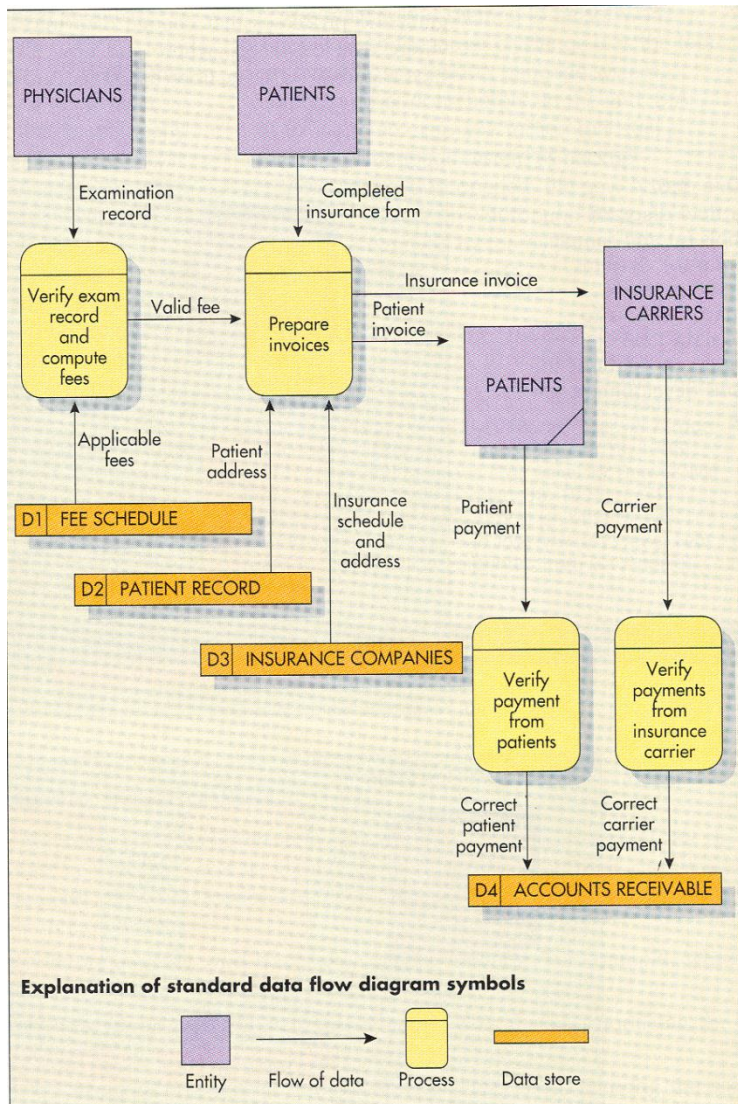 PHYSICIANS
PATIENTS
Examination
record
Completed
insurance form
Verify exam
record
and
compute
fees
Valid fee
Prepare
invoices
Insurance invoice
Patient
invoice
INSURANCE
CARRIERS
PATIENTS
Applicable
fees
Patient
address
Insurance
schedule
and
address
Patient
payment
Carrier
payment
D1 FEE SCHEDULE
D2 PATIENT RECORD
D3 INSURANCE COMPANIES
Verify
payment
from
patients
Verify
payments
from
insurance
carrier
Correct
patient
payment
Correct
carrier
payment
D4 ACCOUNTS RECEIVABLE
Explanation of standard data flow diagram symbols
Entity
Flow of data
Process
Data store